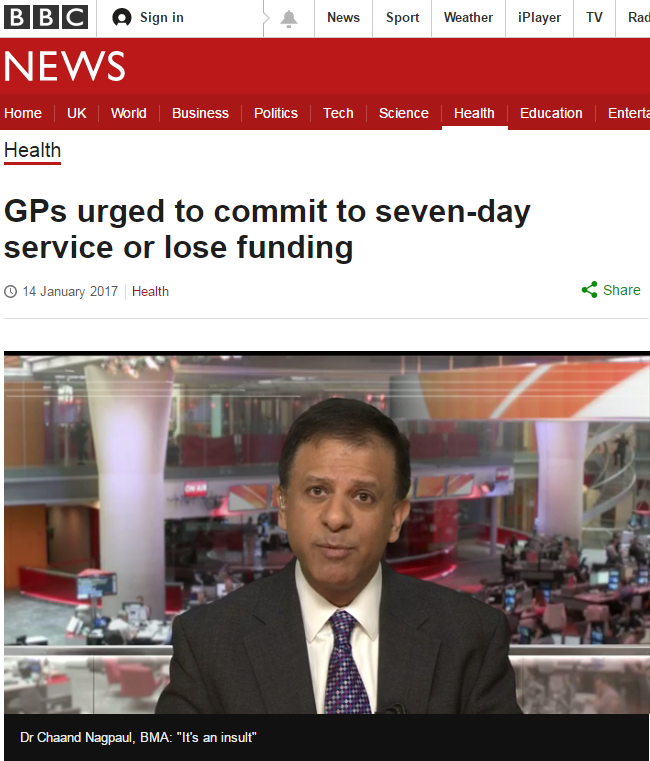 BBC Sign in News Sport Weather iPlayer TV Rad
NEWS
Home UK World Business Politics Tech Science Health Education Enterta
Health
GPs urged to commit to seven-day
service or lose funding
14 January 2017 Health Share
ON AIR
Dr Chaand Nagpaul, BMA: "It's an insult"